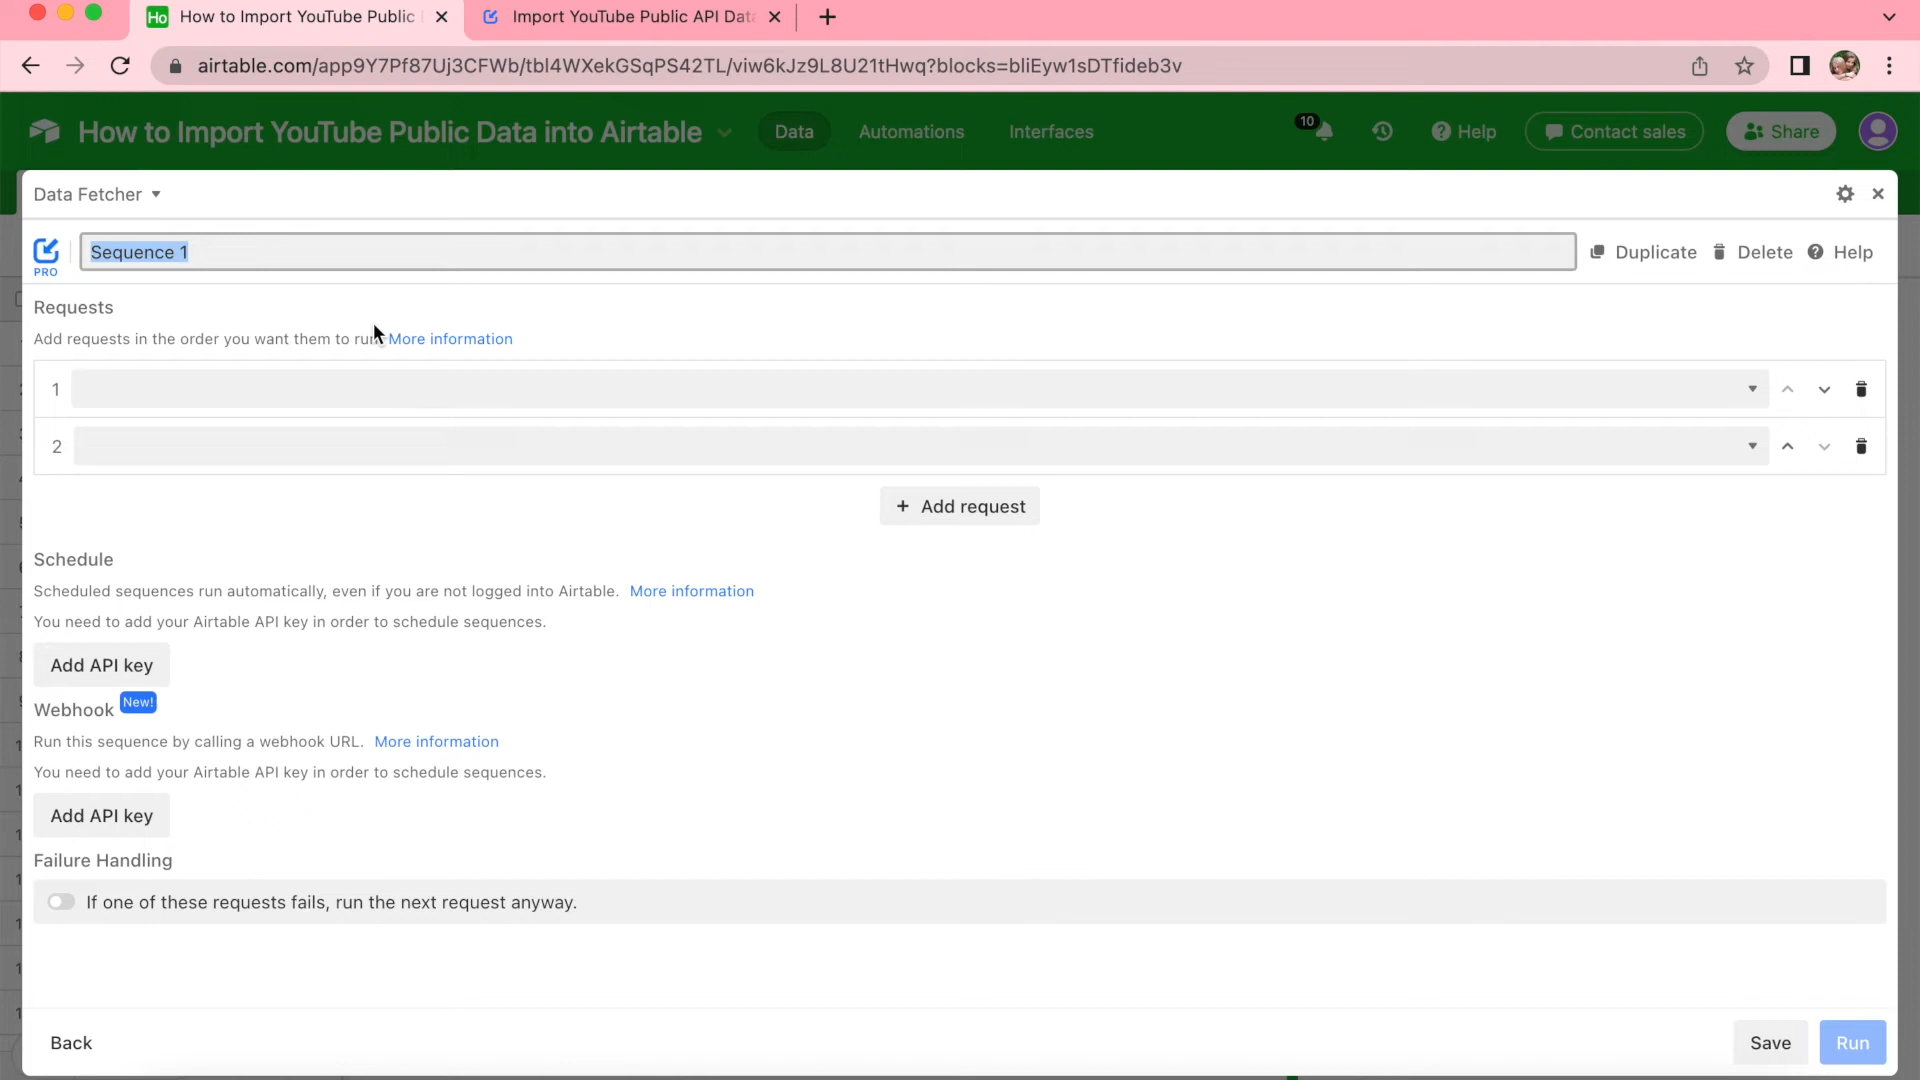 Ho How to Import YouTube Public
Import YouTube Public API Data
airtable.com/app9Y7Pf87Uj3CFWb/tbl4WXekGSqPS42TL/viw6kJz9L8U21tHwq?blocks=bliEyw1sDTfideb3v
How to Import YouTube Public Data into Airtable
Data
Automations
Interfaces
10
Help
Contact sales
Share
Data Fetcher
PRO
Sequence 1
Duplicate
Delete
Help
Requests
Add requests in the order you want them to run. More information
1
2
+ Add request
Schedule
Scheduled sequences run automatically, even if you are not logged into Airtable. More information
You need to add your Airtable API key in order to schedule sequences.
Add API key
Webhook New!
Run this sequence by calling a webhook URL. More information
You need to add your Airtable API key in order to schedule sequences.
Add API key
Failure Handling
If one of these requests fails, run the next request anyway.
Back
Save
Run